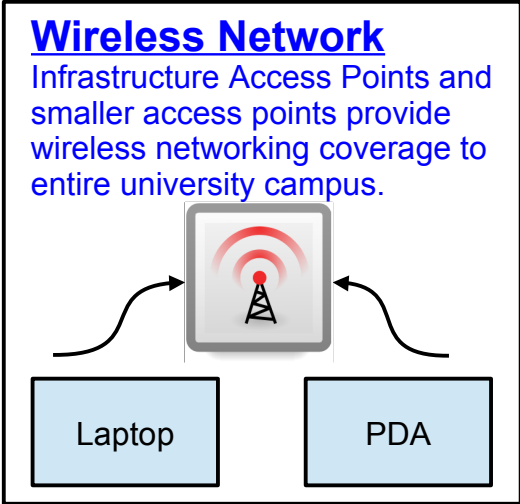 Wireless Network
Infrastructure Access Points and
smaller access points provide
wireless networking coverage to
entire university campus.
Laptop
PDA